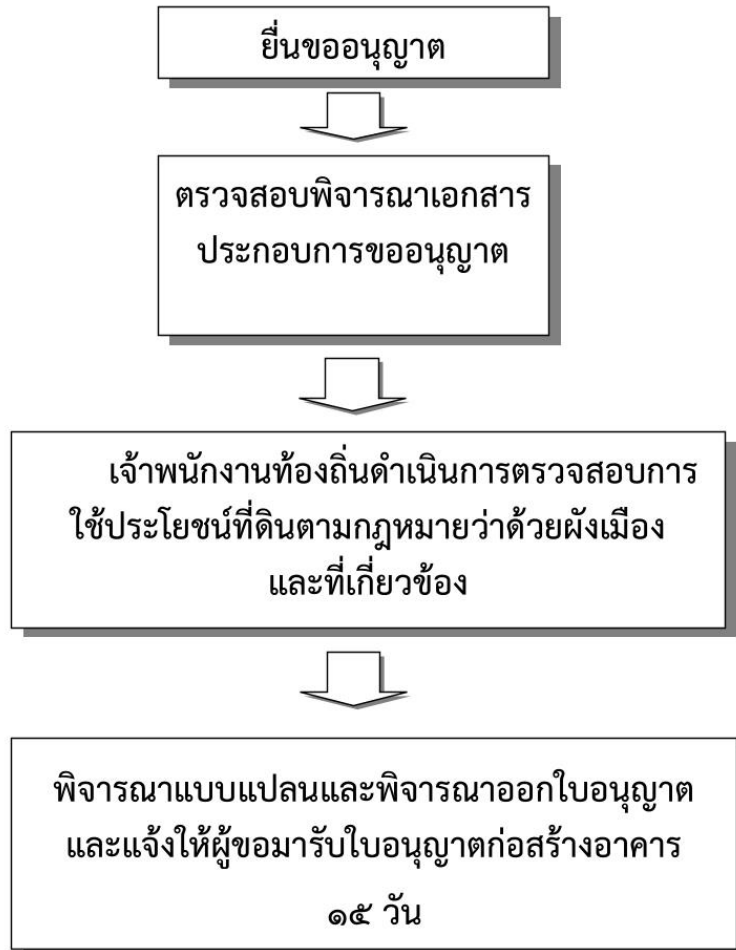 ยื่นขออนุญาต
ตรวจสอบพิจารณาเอกสาร
ประกอบการขออนุญาต
เจ้าพนักงานท้องถิ่นดำเนินการตรวจสอบการ
ใช้ประโยชน์ที่ดินตามกฎหมายว่าด้วยผังเมือง
และที่เกี่ยวข้อง
พิจารณาแบบแปลนและพิจารณาออกใบอนุญาต
และแจ้งให้ผู้ขอมารับใบอนุญาตก่อสร้างอาคาร
๑๕ วัน